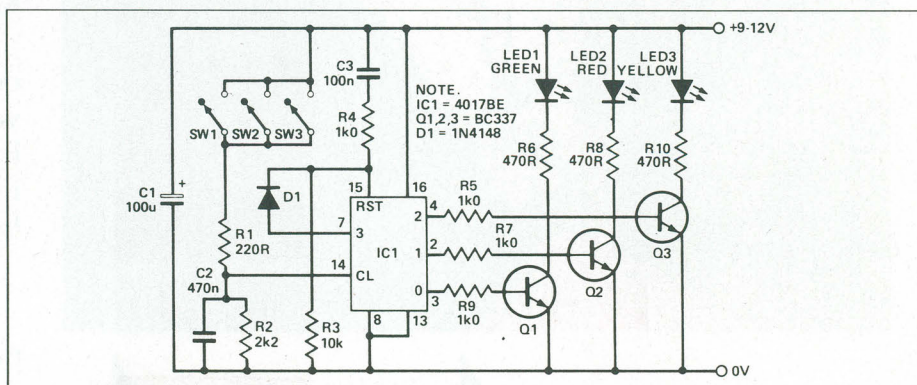 +9-12V
C3
100n
LED1
GREEN
LED2
RED
LED3
YELLOW
NOTE.
IC1 = 4017BE
Q1,2,3 = BC337
D1 = 1N4148
SW1
SW2
SW3
R4
1k0
R6
470R
R8
470R
R10
470R
C1
100u
+
D1
15
RST
16
R5
1k0
4
2
7
3
IC1
R7
1k0
2
1
R1
220R
14
CL
Q3
C2
470n
0
3
R9
1k0
Q2
Q1
R2
2k2
R3
10k
8
13
0V